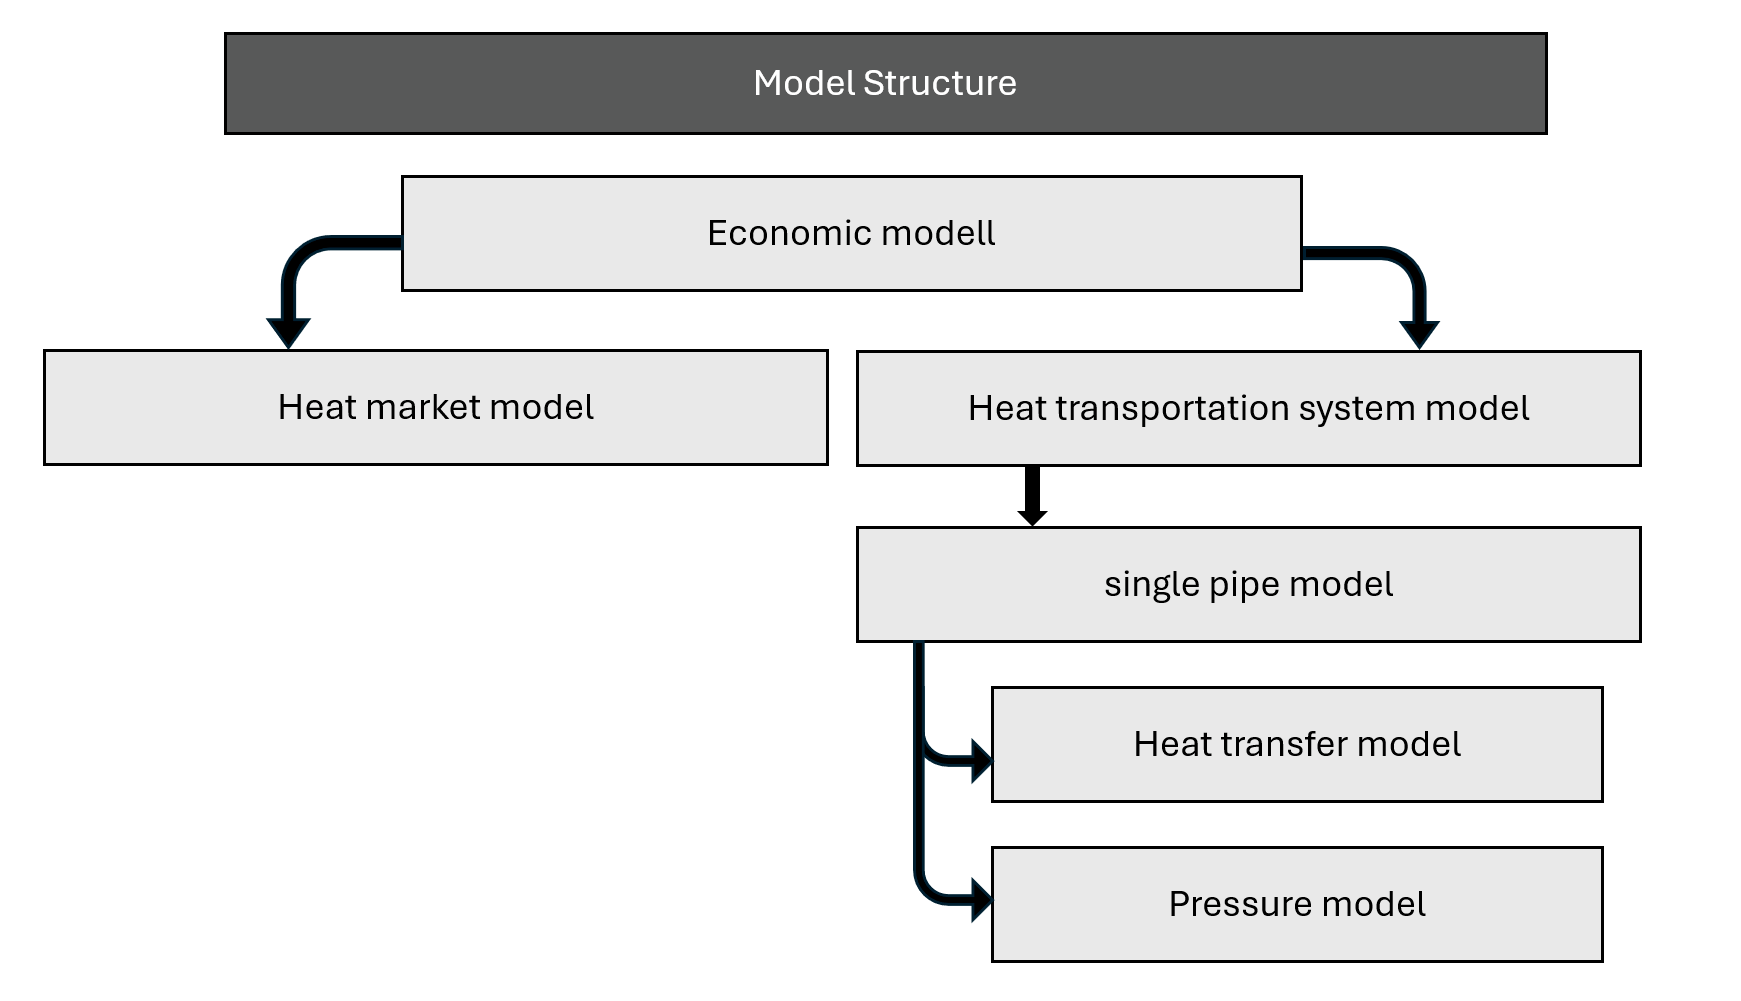 Model Structure
Economic modell
Heat market model
Heat transportation system model
single pipe model
Heat transfer model
Pressure model